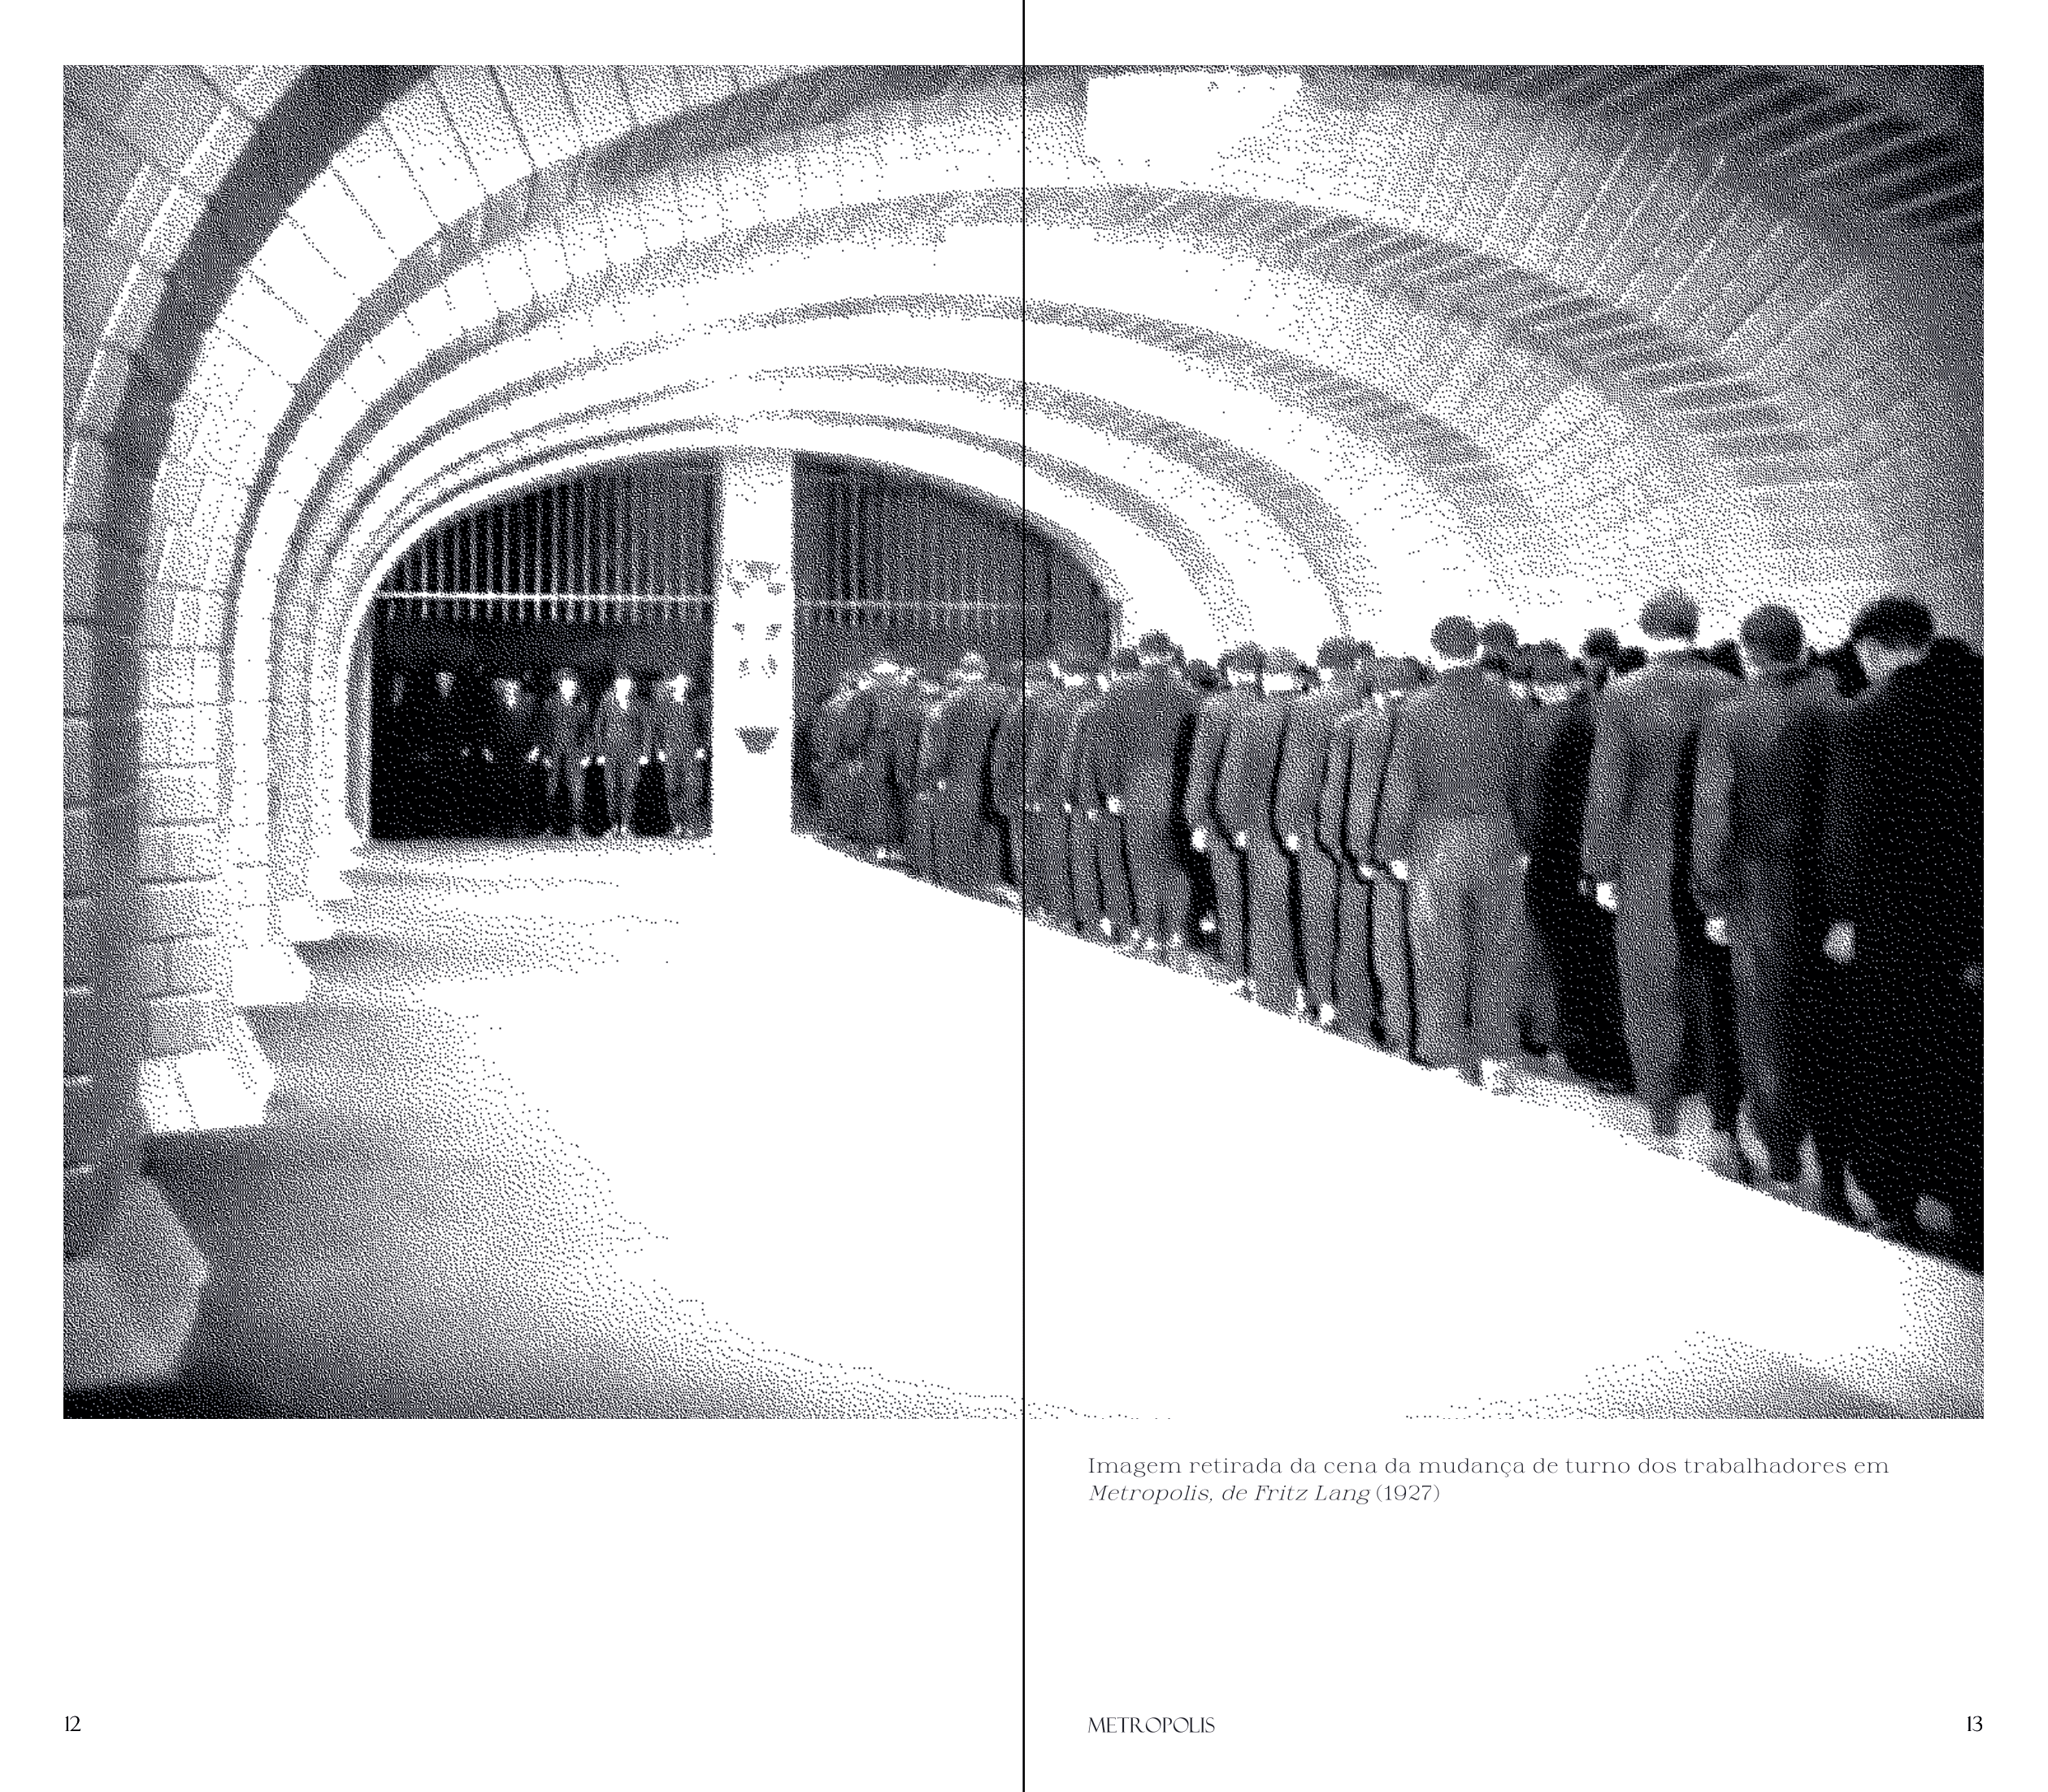 Imagem retirada da cena da mudança de turno dos trabalhadores em
Metropolis, de Fritz Lang (1927)
12
METROPOLIS
13